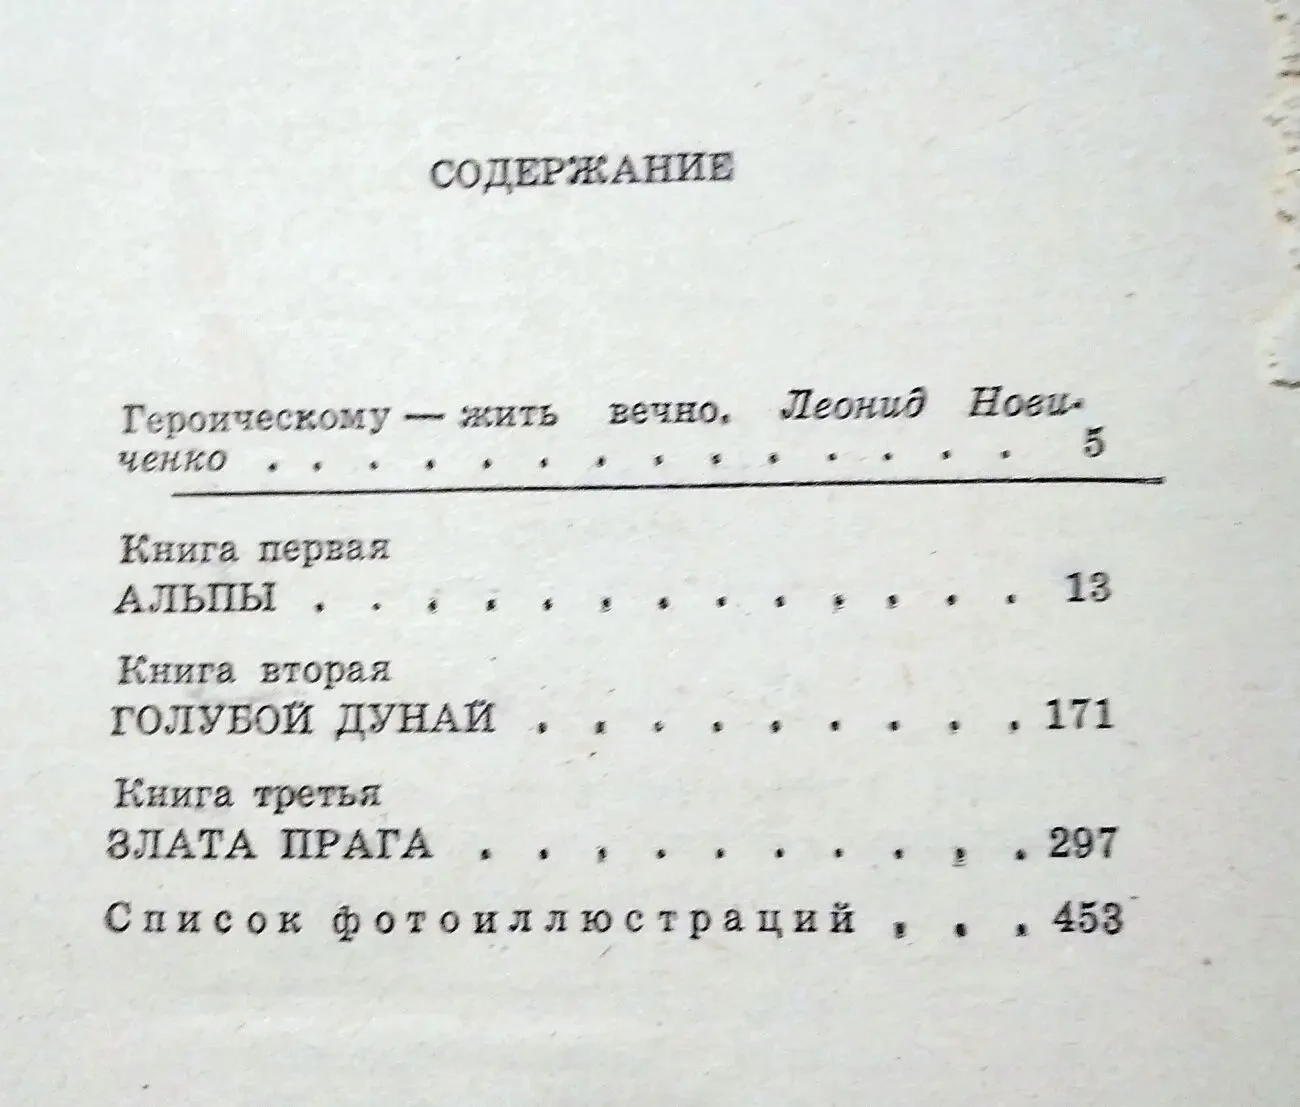 СОДЕРЖАНИЕ
Героическому — жить вечно. Леонид Нови-
ченко . . . . . . . . . . . . . . 5
Книга первая
АЛЬПЫ . . . . . . . . . . . . . 13
Книга вторая
ГОЛУБОЙ ДУНАЙ . . . . . . . . . 171
Книга третья
ЗЛАТА ПРАГА . . . . . . . . . . 297
Список фотоиллюстраций . . . 453